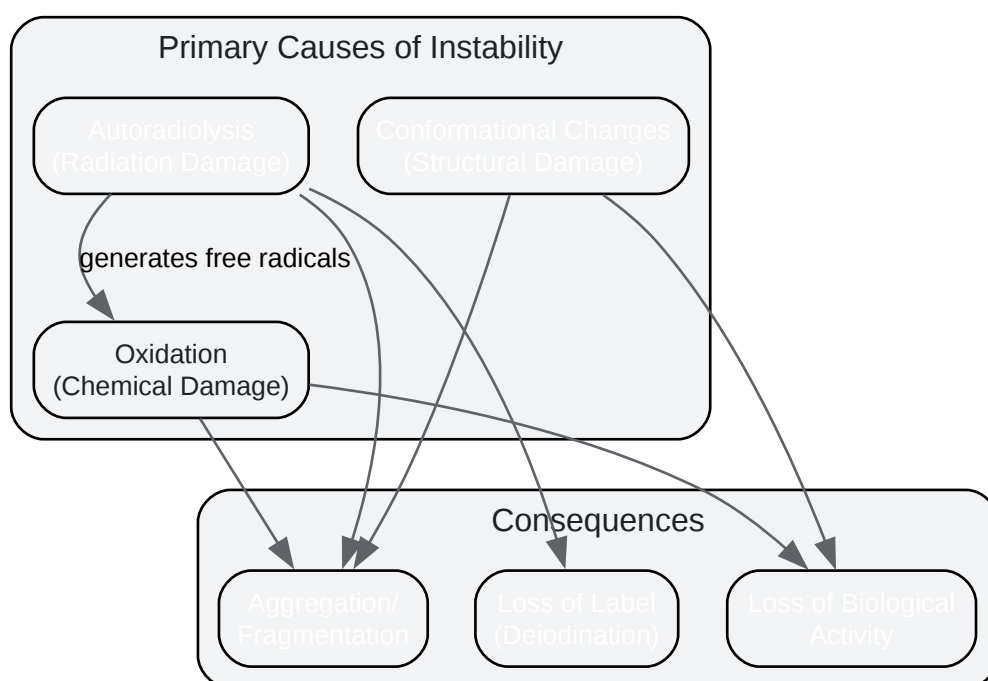 Primary Causes of Instability
Autoradiolysis
(Radiation Damage)
Conformational Changes
(Structural Damage)
generates free radicals
Oxidation
(Chemical Damage)
Consequences
Aggregation/
Fragmentation
Loss of Label
(Deiodination)
Loss of Biological
Activity